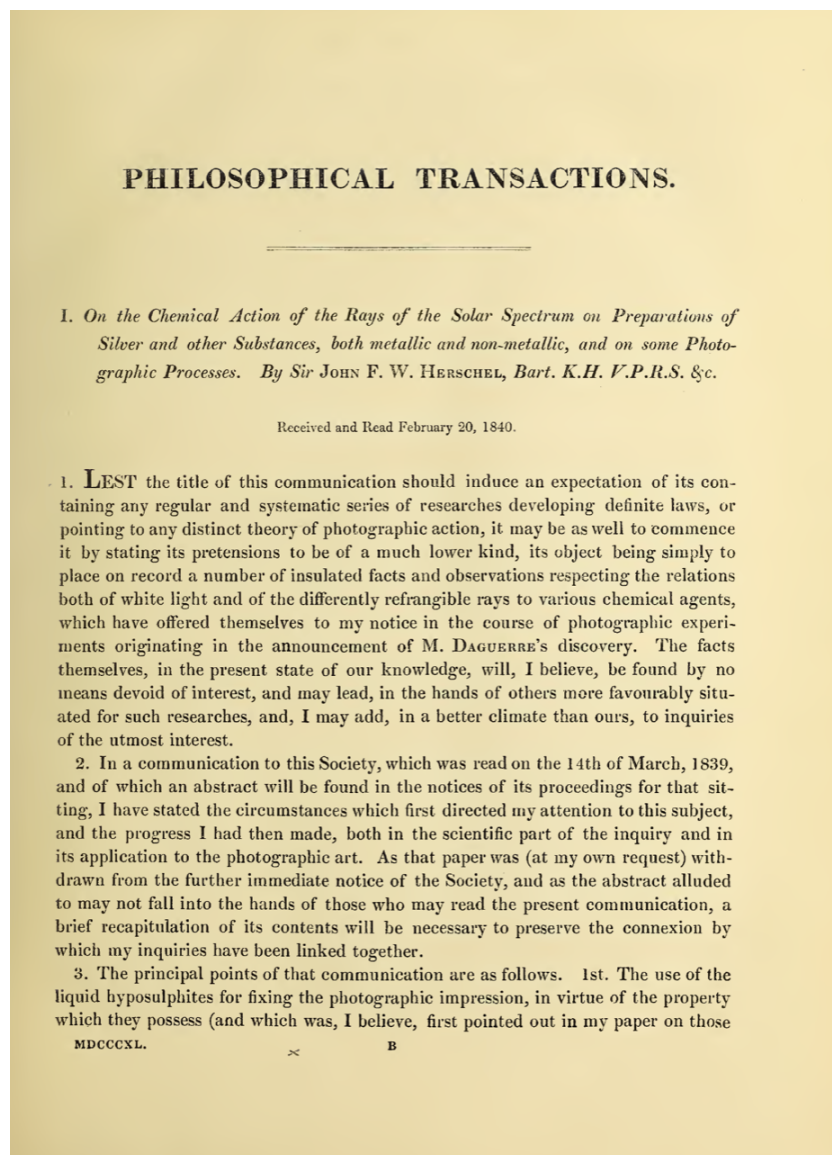 PHILOSOPHICAL TRANSACTIONS.
I. On the Chemical Action of the Rays of the Solar Spectrum on Preparations of
Silver and other Substances, both metallic and non-metallic, and on some Photo-
graphic Processes. By Sir JOHN F. W. HERSCHEL, Bart. K.H. V.P.R.S. &c.
Received and Read February 20, 1840.
1. LEST the title of this communication should induce an expectation of its con-
taining any regular and systematic series of researches developing definite laws, or
pointing to any distinct theory of photographic action, it may be as well to commence
it by stating its pretensions to be of a much lower kind, its object being simply to
place on record a number of insulated facts and observations respecting the relations
both of white light and of the differently refrangible rays to various chemical agents,
which have offered themselves to my notice in the course of photographic experi-
ments originating in the announcement of M. DAGUERRE's discovery. The facts
themselves, in the present state of our knowledge, will, I believe, be found by no
means devoid of interest, and may lead, in the hands of others more favourably situ-
ated for such researches, and, I may add, in a better climate than ours, to inquiries
of the utmost interest.
2. In a communication to this Society, which was read on the 14th of March, 1839,
and of which an abstract will be found in the notices of its proceedings for that sit-
ting, I have stated the circumstances which first directed my attention to this subject,
and the progress I had then made, both in the scientific part of the inquiry and in
its application to the photographic art. As that paper was (at my own request) with-
drawn from the further immediate notice of the Society, and as the abstract alluded
to may not fall into the hands of those who may read the present communication, a
brief recapitulation of its contents will be necessary to preserve the connexion by
which my inquiries have been linked together.
3. The principal points of that communication are as follows. 1st. The use of the
liquid hyposulphites for fixing the photographic impression, in virtue of the property
which they possess (and which was, I believe, first pointed out in my paper on those
MDCCCXL. B